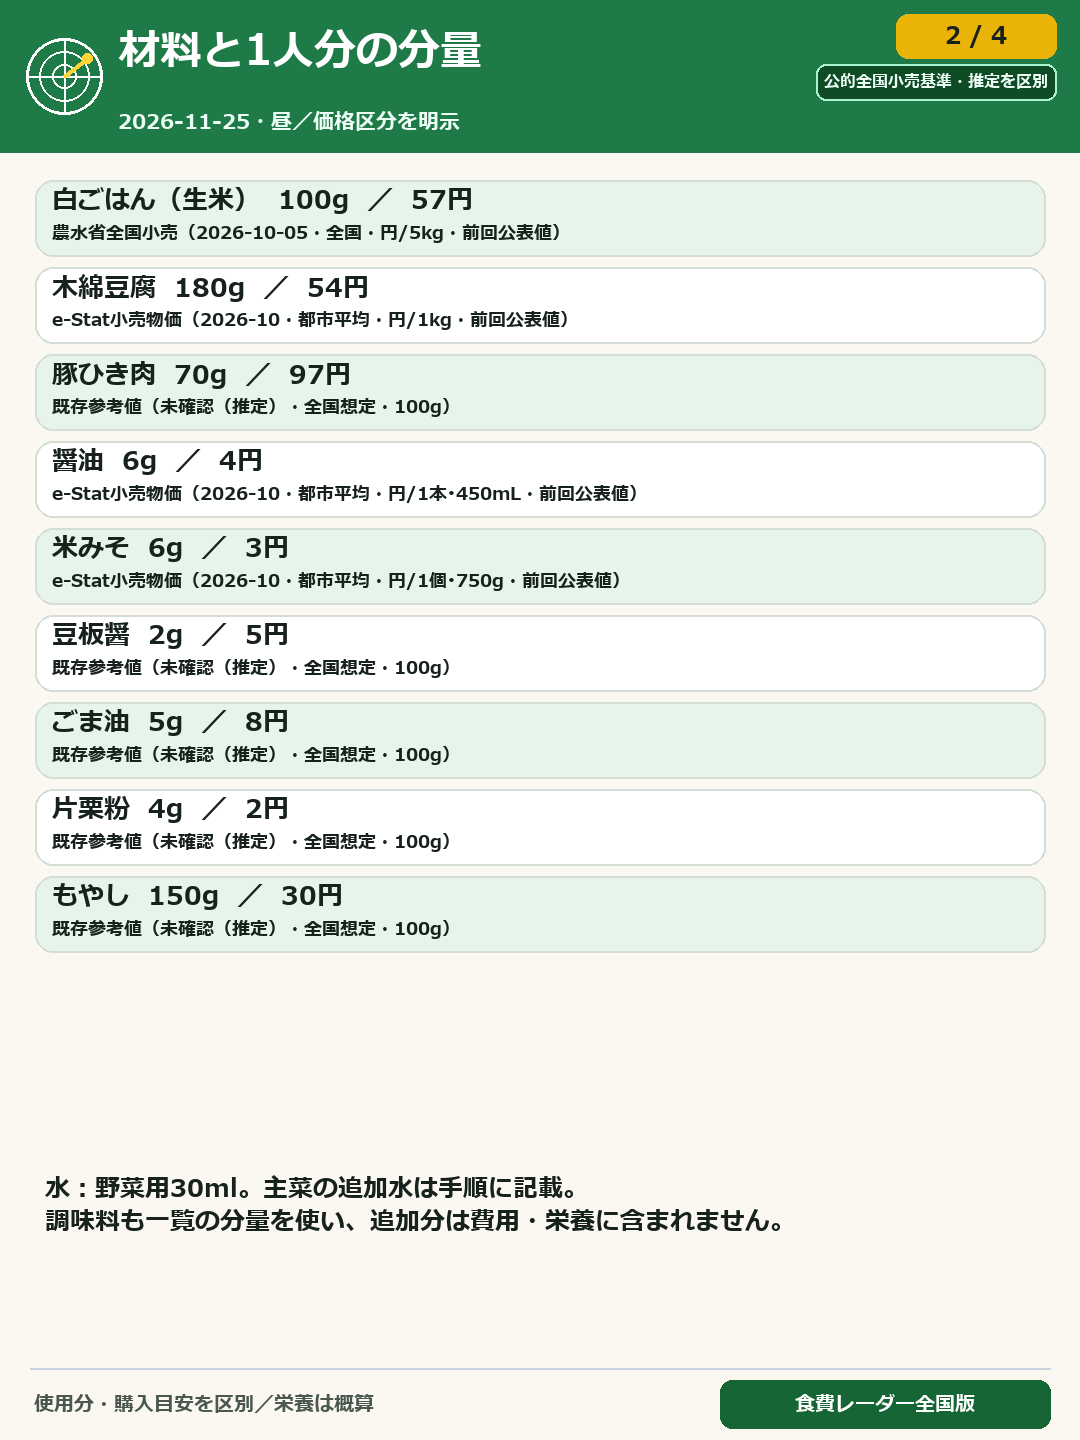 材料と1人分の分量
2 / 4
公的全国小売基準・推定を区別
2026-11-25・昼／価格区分を明示
白ごはん（生米） 100g ／ 57円
農水省全国小売（2026-10-05・全国・円/5kg・前回公表値）
木綿豆腐 180g ／ 54円
e-Stat小売物価（2026-10・都市平均・円/1kg・前回公表値）
豚ひき肉 70g ／ 97円
既存参考値（未確認（推定）・全国想定・100g）
醤油 6g ／ 4円
e-Stat小売物価（2026-10・都市平均・円/1本･450mL・前回公表値）
米みそ 6g ／ 3円
e-Stat小売物価（2026-10・都市平均・円/1個･750g・前回公表値）
豆板醤 2g ／ 5円
既存参考値（未確認（推定）・全国想定・100g）
ごま油 5g ／ 8円
既存参考値（未確認（推定）・全国想定・100g）
片栗粉 4g ／ 2円
既存参考値（未確認（推定）・全国想定・100g）
もやし 150g ／ 30円
既存参考値（未確認（推定）・全国想定・100g）
水：野菜用30ml。主菜の追加水は手順に記載。
調味料も一覧の分量を使い、追加分は費用・栄養に含まれません。
使用分・購入目安を区別／栄養は概算
食費レーダー全国版